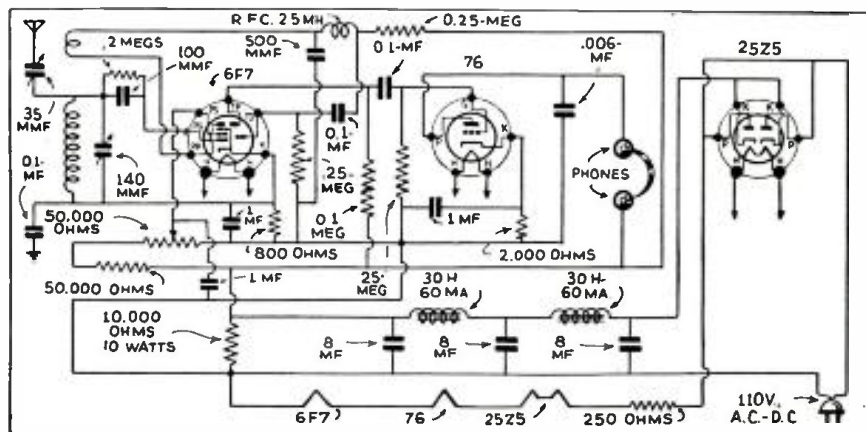 R FC. 25 MH
0.25-MEG
.2 MEGS
100
MMF
500
MMF
6F7
0.1-MF
76
.006-
MF
25Z5
35
MMF
0.1-
MF
140
MMF
0.1-
MF
.25-
MEG
0.1
MEG
PHONES
50.000
OHMS
.1
MF
800 OHMS
.1 MF
2.000 OHMS
50.000 OHMS
.1 MF
.25-
MEG
30 H
60 MA
30 H-
60MA
10.000
OHMS
10 WATTS
8
MF
8
MF
8
MF
6F7
76
25Z5
250 OHMS
110V.
A.C.-D.C